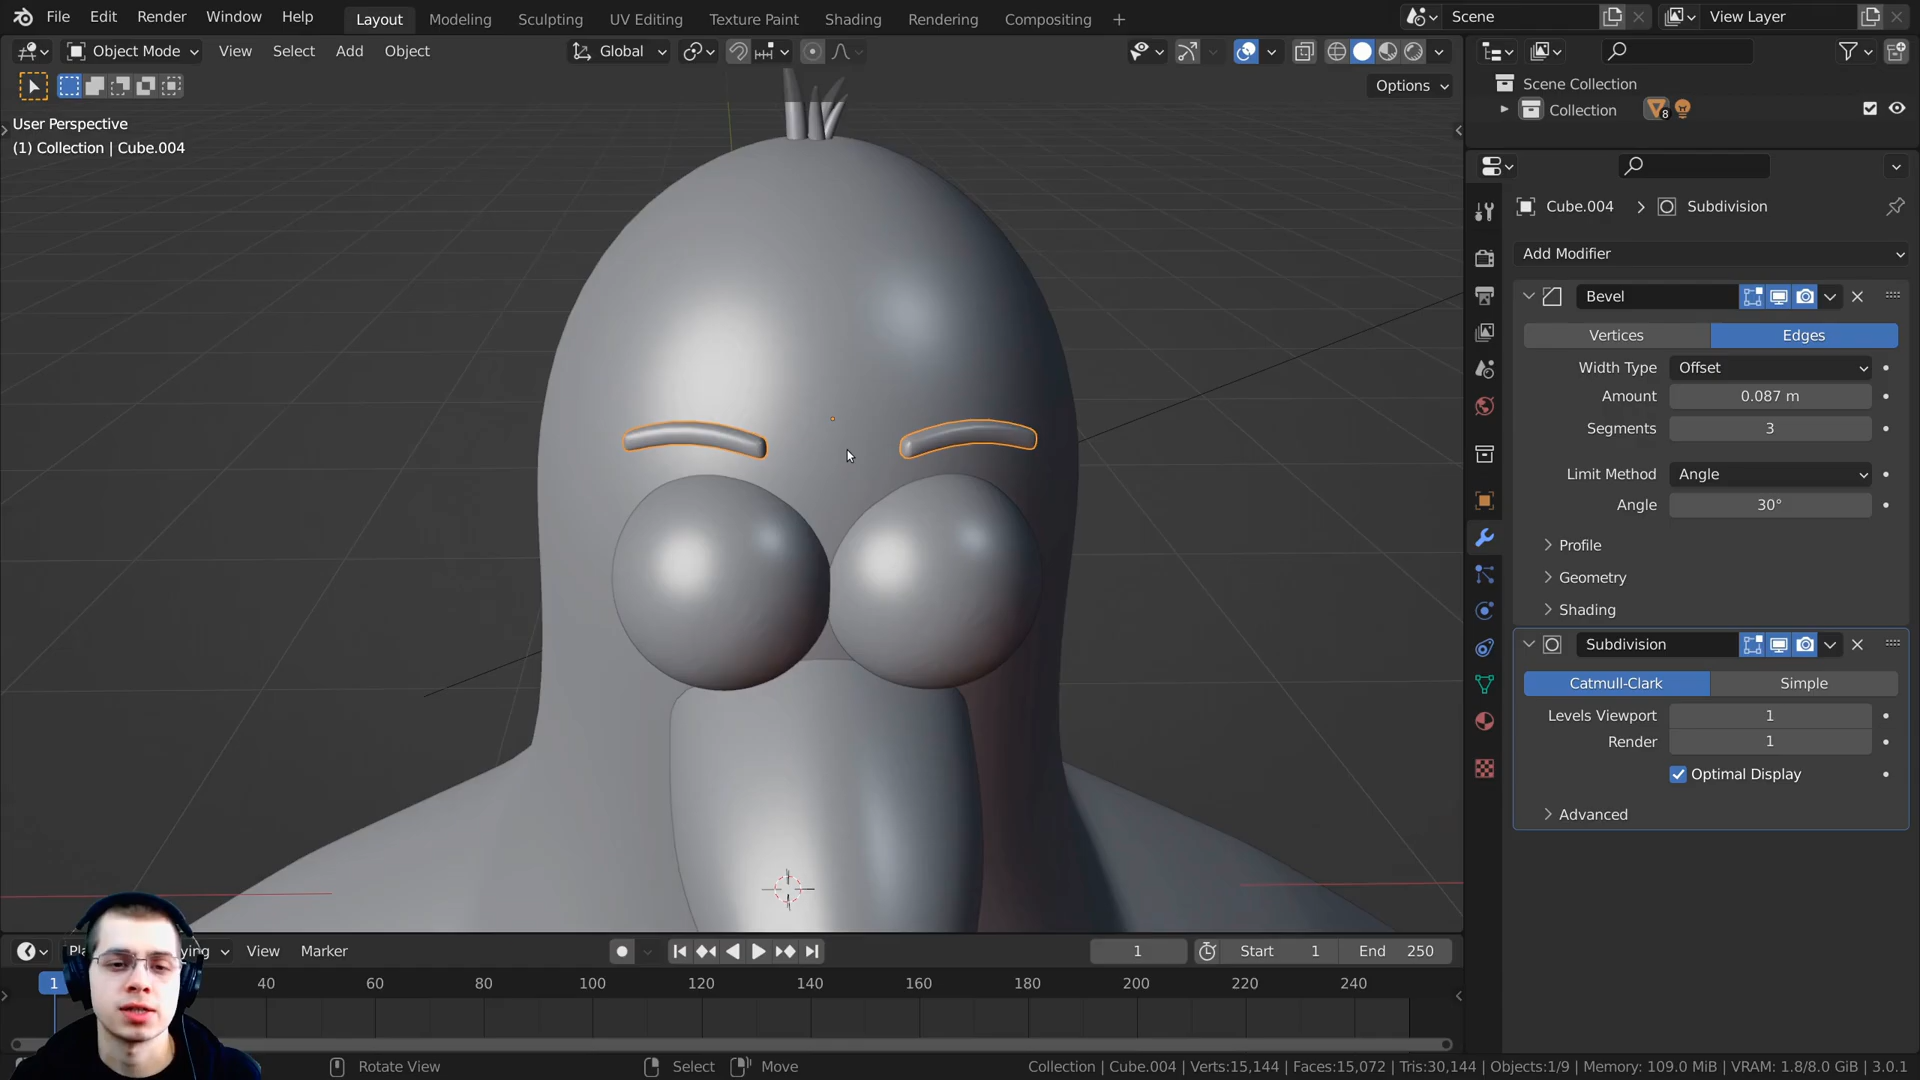 File Edit Render Window Help Layout Modeling Sculpting UV Editing Texture Paint Shading Rendering Compositing + Scene View Layer
Object Mode View Select Add Object Global
Options
User Perspective
(1) Collection | Cube.004
Scene Collection
Collection 8
Cube.004 > Subdivision
Add Modifier
Bevel
Vertices Edges
Width Type Offset
Amount 0.087 m
Segments 3
Limit Method Angle
Angle 30°
Profile
Geometry
Shading
Subdivision
Catmull-Clark Simple
Levels Viewport 1
Render 1
Optimal Display
Advanced
View Marker 1 Start 1 End 250
1 40 60 80 100 120 140 160 180 200 220 240
Rotate View Select Move Collection | Cube.004 | Verts:15,144 | Faces:15,072 | Tris:30,144 | Objects:1/9 | Memory: 109.0 MiB | VRAM: 1.8/8.0 GiB | 3.0.1